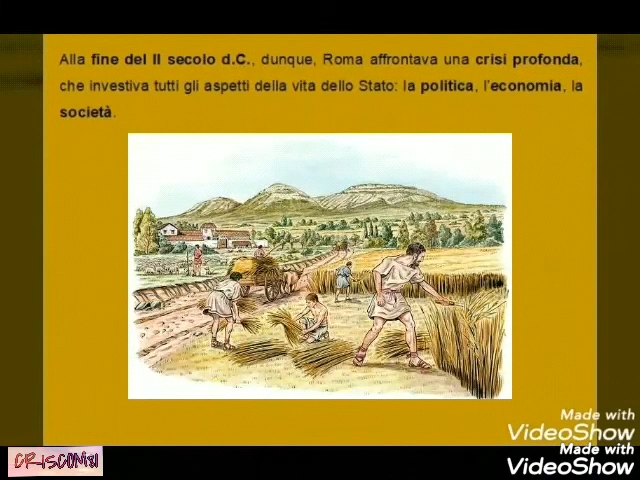 Alla fine del II secolo d.C., dunque, Roma affrontava una crisi profonda,
che investiva tutti gli aspetti della vita dello Stato: la politica, l'economia, la
società.
Made with
VideoShow
Made with
VideoShow
CRISCOM81